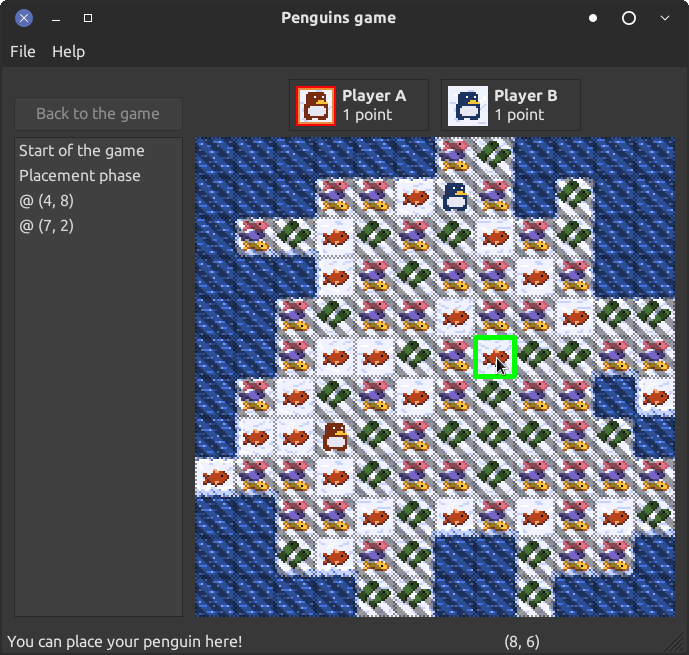 Penguins game
File Help
Back to the game
Player A
1 point
Player B
1 point
Start of the game
Placement phase
@ (4, 8)
@ (7, 2)
You can place your penguin here!
(8, 6)